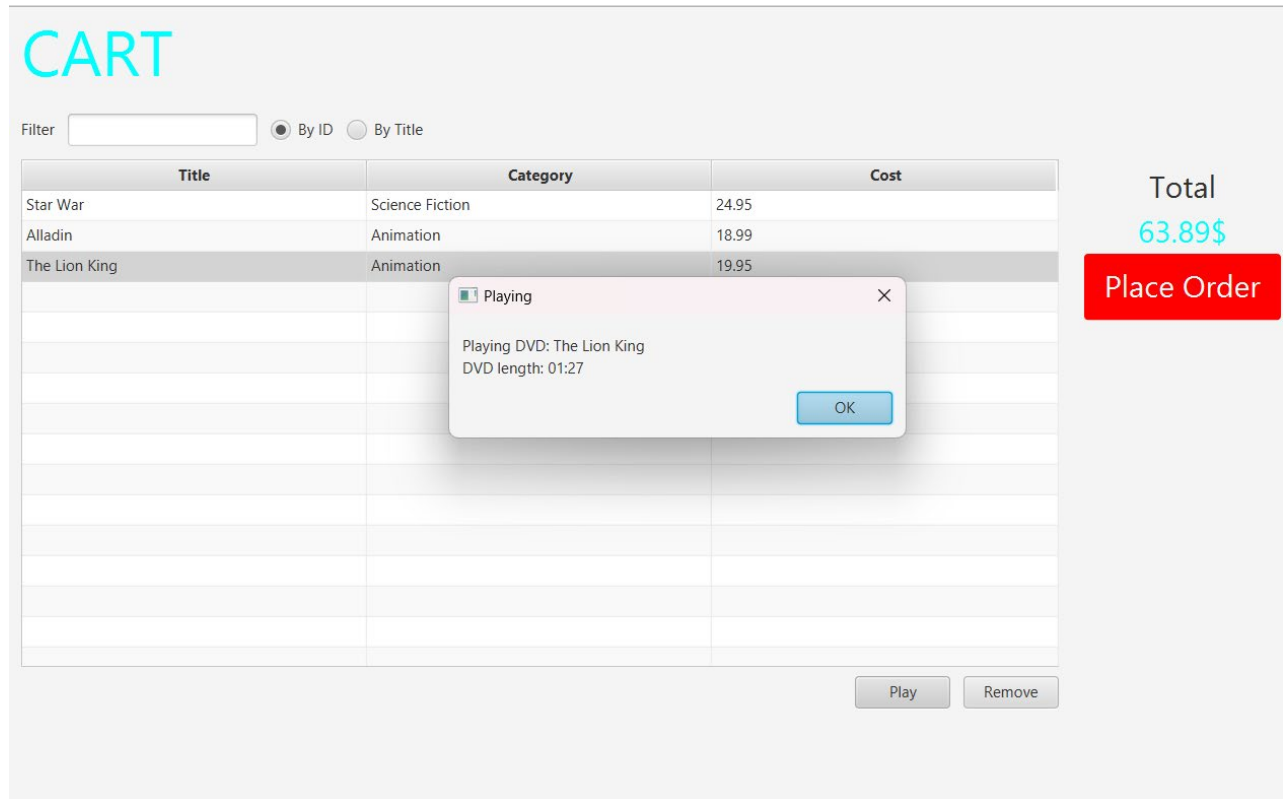 CART
Filter By ID By Title
Title Category Cost
Star War Science Fiction 24.95
Alladin Animation 18.99
The Lion King Animation 19.95
Total
63.89$
Place Order
Playing
Playing DVD: The Lion King
DVD length: 01:27
OK
Play Remove